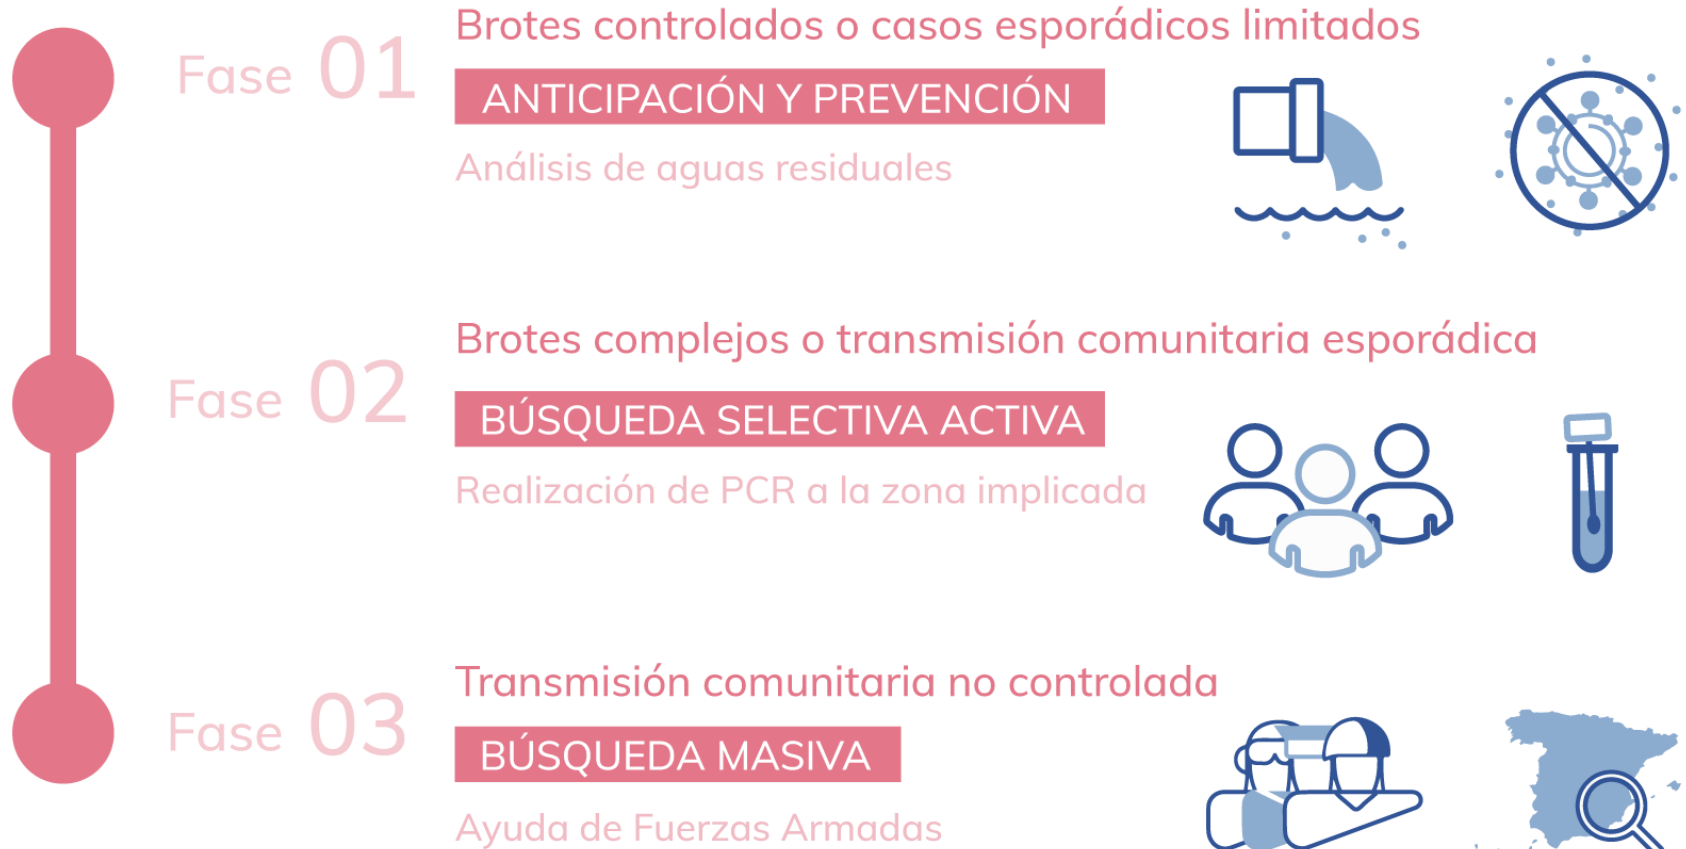 Brotes controlados o casos esporádicos limitados
Fase 01
ANTICIPACIÓN Y PREVENCIÓN
Análisis de aguas residuales
Brotes complejos o transmisión comunitaria esporádica
Fase 02
BÚSQUEDA SELECTIVA ACTIVA
Realización de PCR a la zona implicada
Transmisión comunitaria no controlada
Fase 03
BÚSQUEDA MASIVA
Ayuda de Fuerzas Armadas